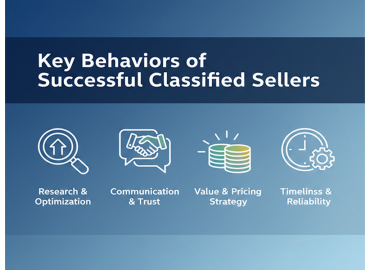 Key Behaviors of
Successful Classified Sellers
Research &
Optimization
Communication
& Trust
Value & Pricing
Strategy
Timelinss &
Reliability